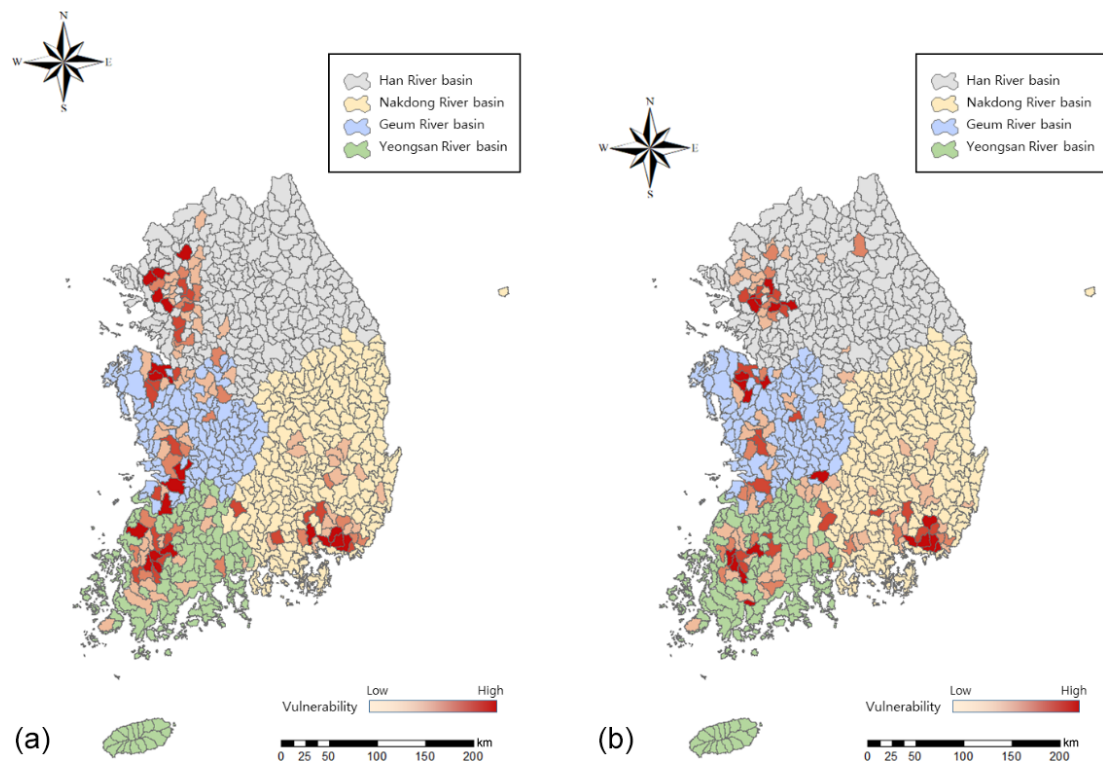 N
W E
S
Han River basin
Nakdong River basin
Geum River basin
Yeongsan River basin
Low High
Vulnerability
km
0 25 50 100 150 200
(a)
N
W E
S
Han River basin
Nakdong River basin
Geum River basin
Yeongsan River basin
Low High
Vulnerability
km
0 25 50 100 150 200
(b)